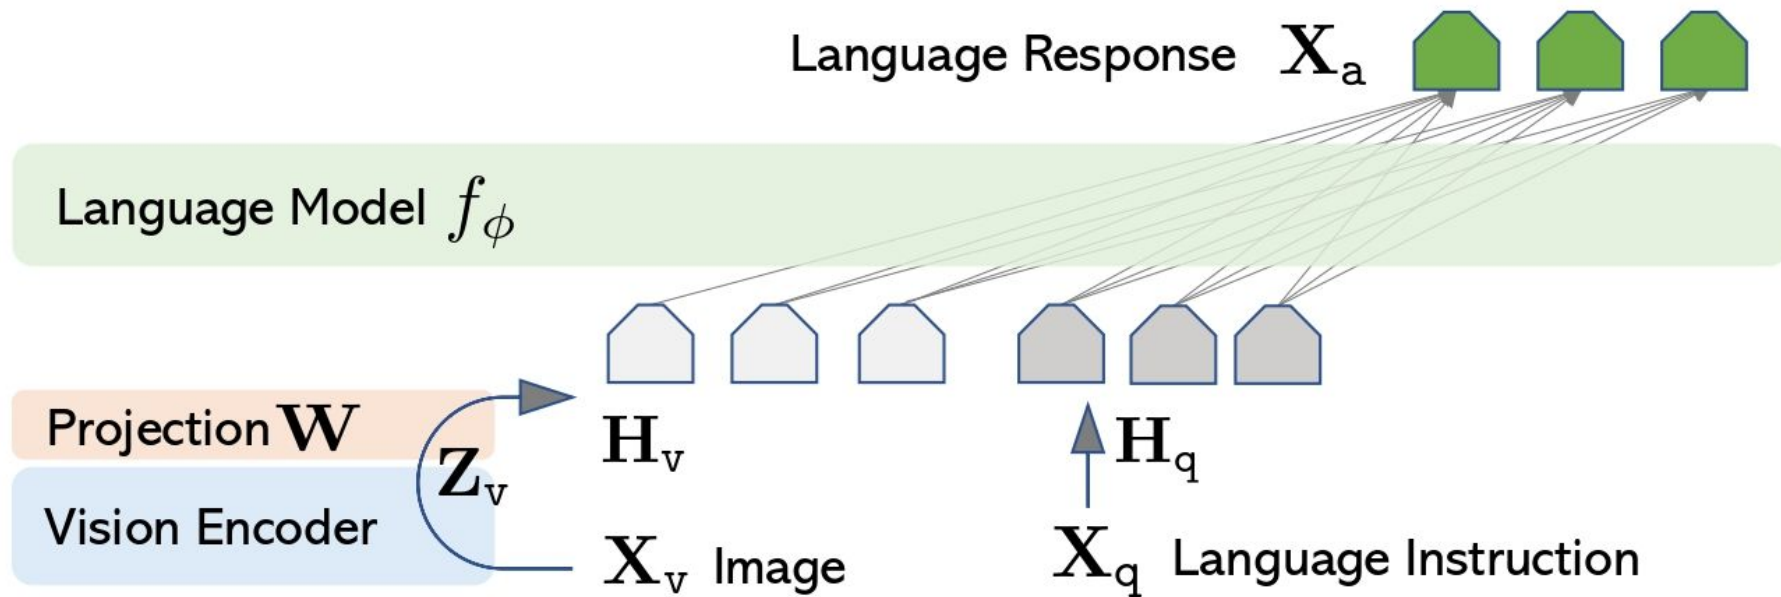 Language Response X_a
Language Model f_ϕ
Projection W
Z_v
H_v
H_q
Vision Encoder
X_v Image
X_q Language Instruction